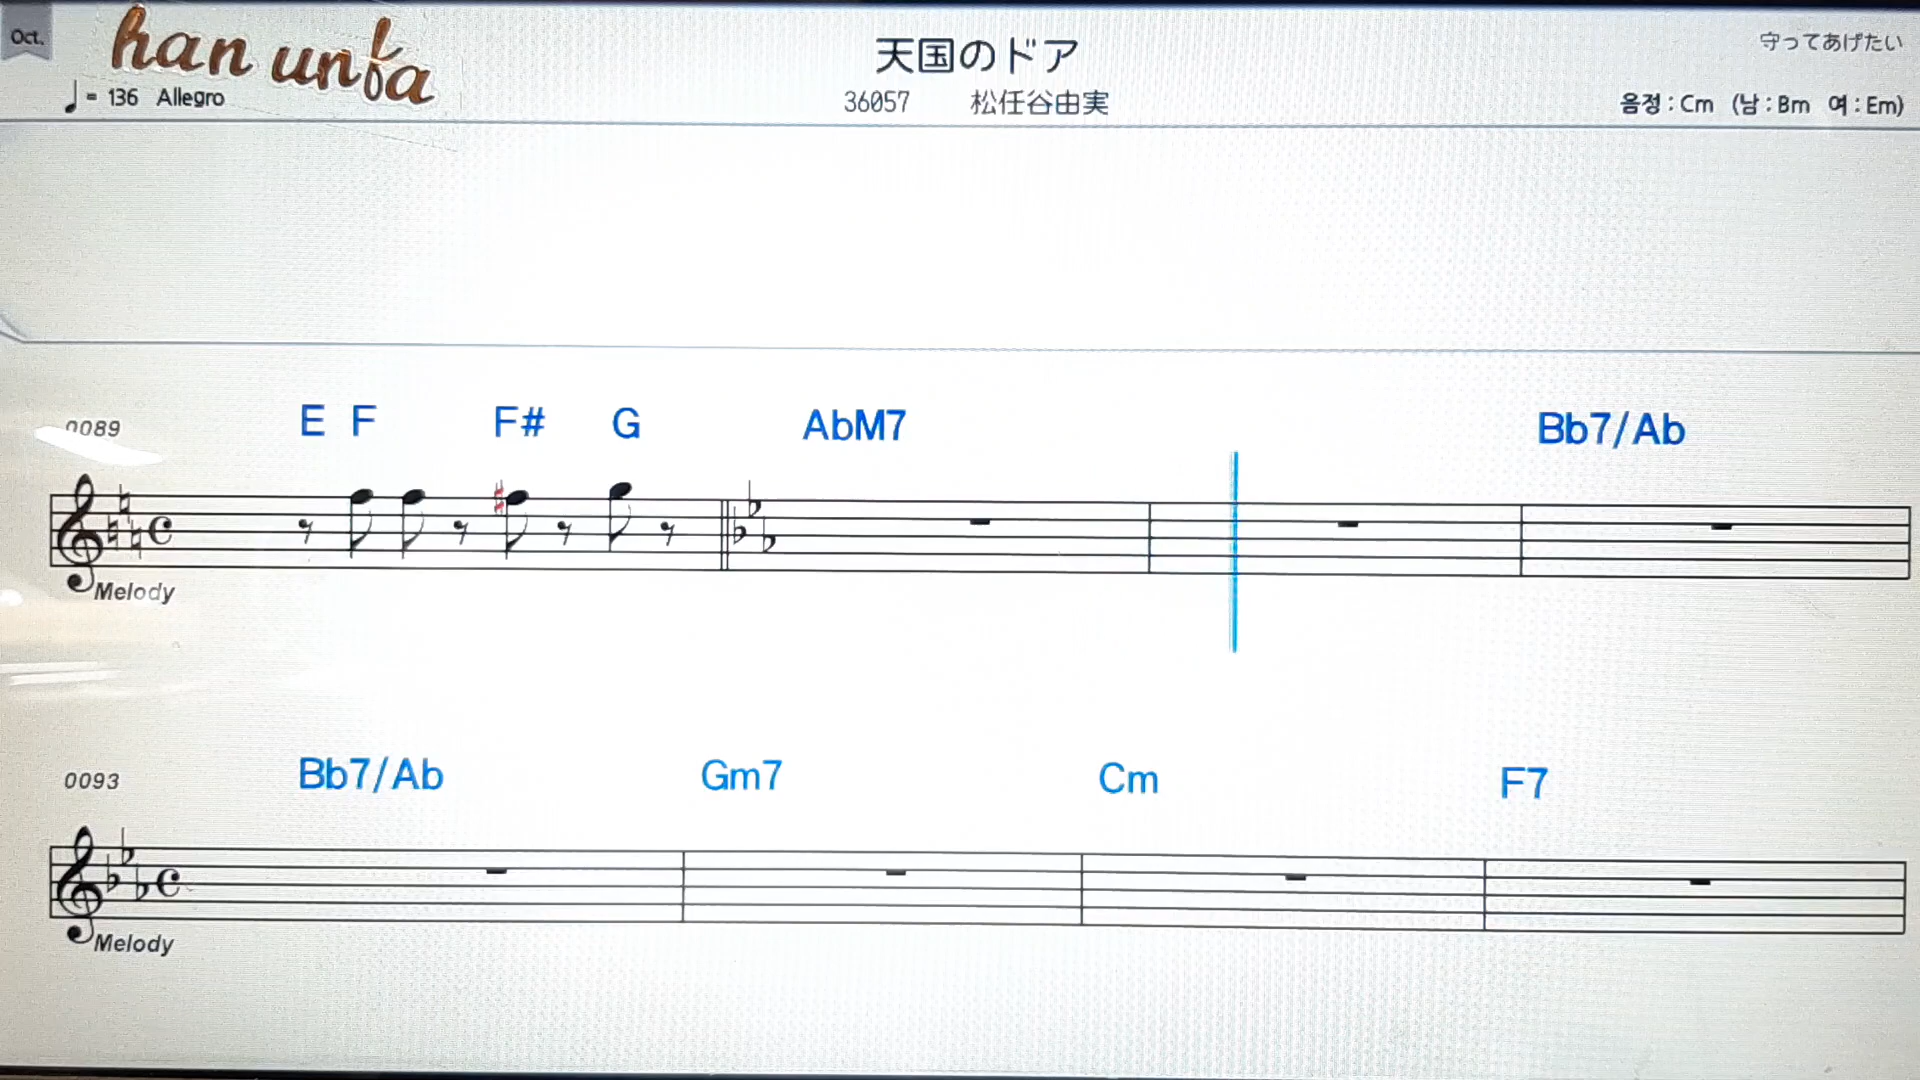 Oct.
han unfa
天国のドア
守ってあげたい
♩= 136 Allegro
36057 松任谷由実
음정 : Cm (남 : Bm 여 : Em)
0089 E F F# G AbM7 Bb7/Ab
Melody
0093 Bb7/Ab Gm7 Cm F7
Melody